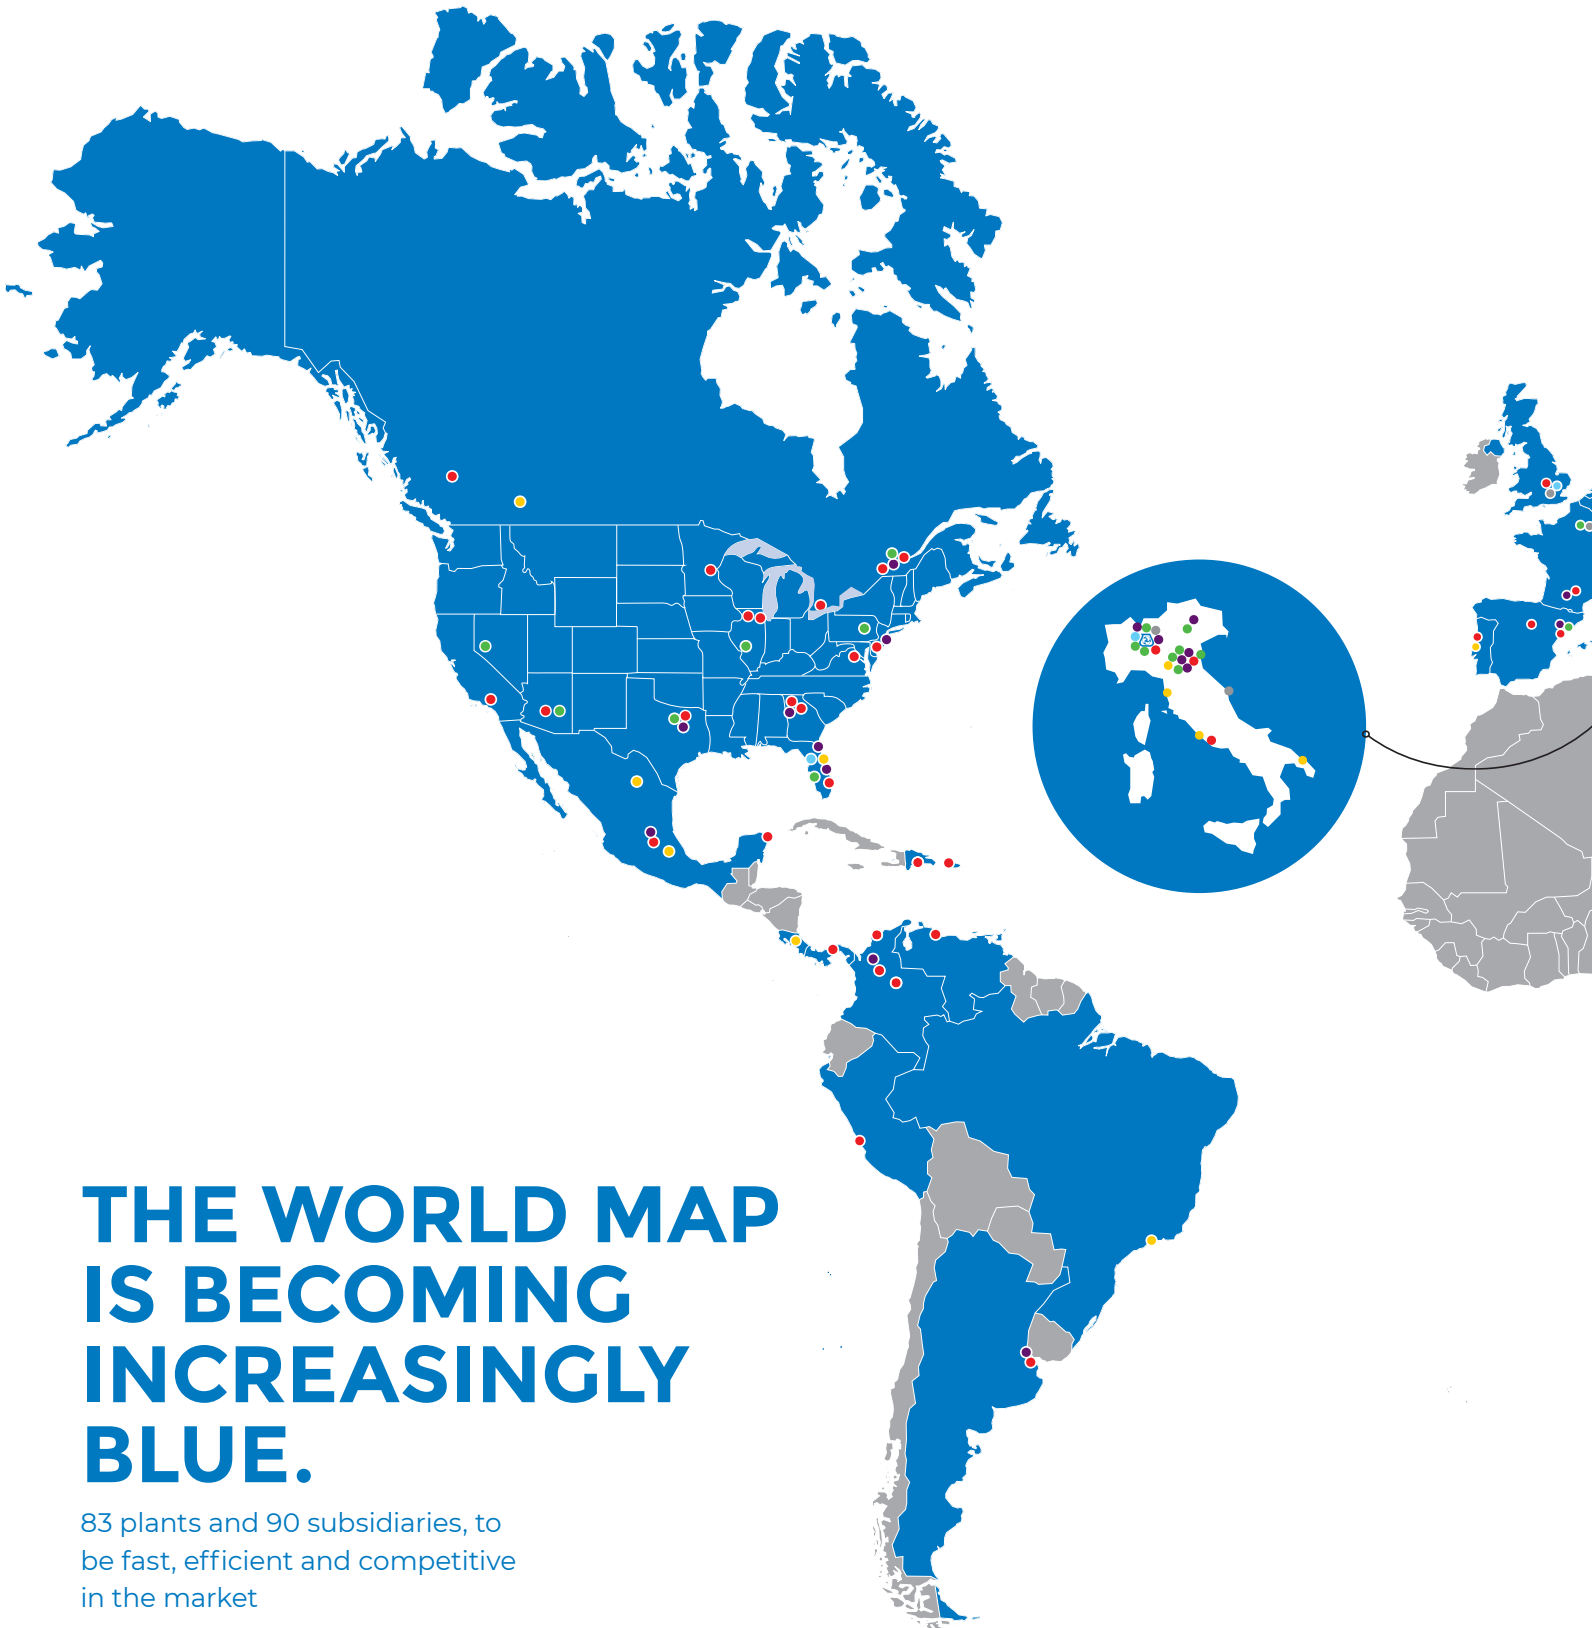 THE WORLD MAP
IS BECOMING
INCREASINGLY
BLUE.
83 plants and 90 subsidiaries, to
be fast, efficient and competitive
in the market